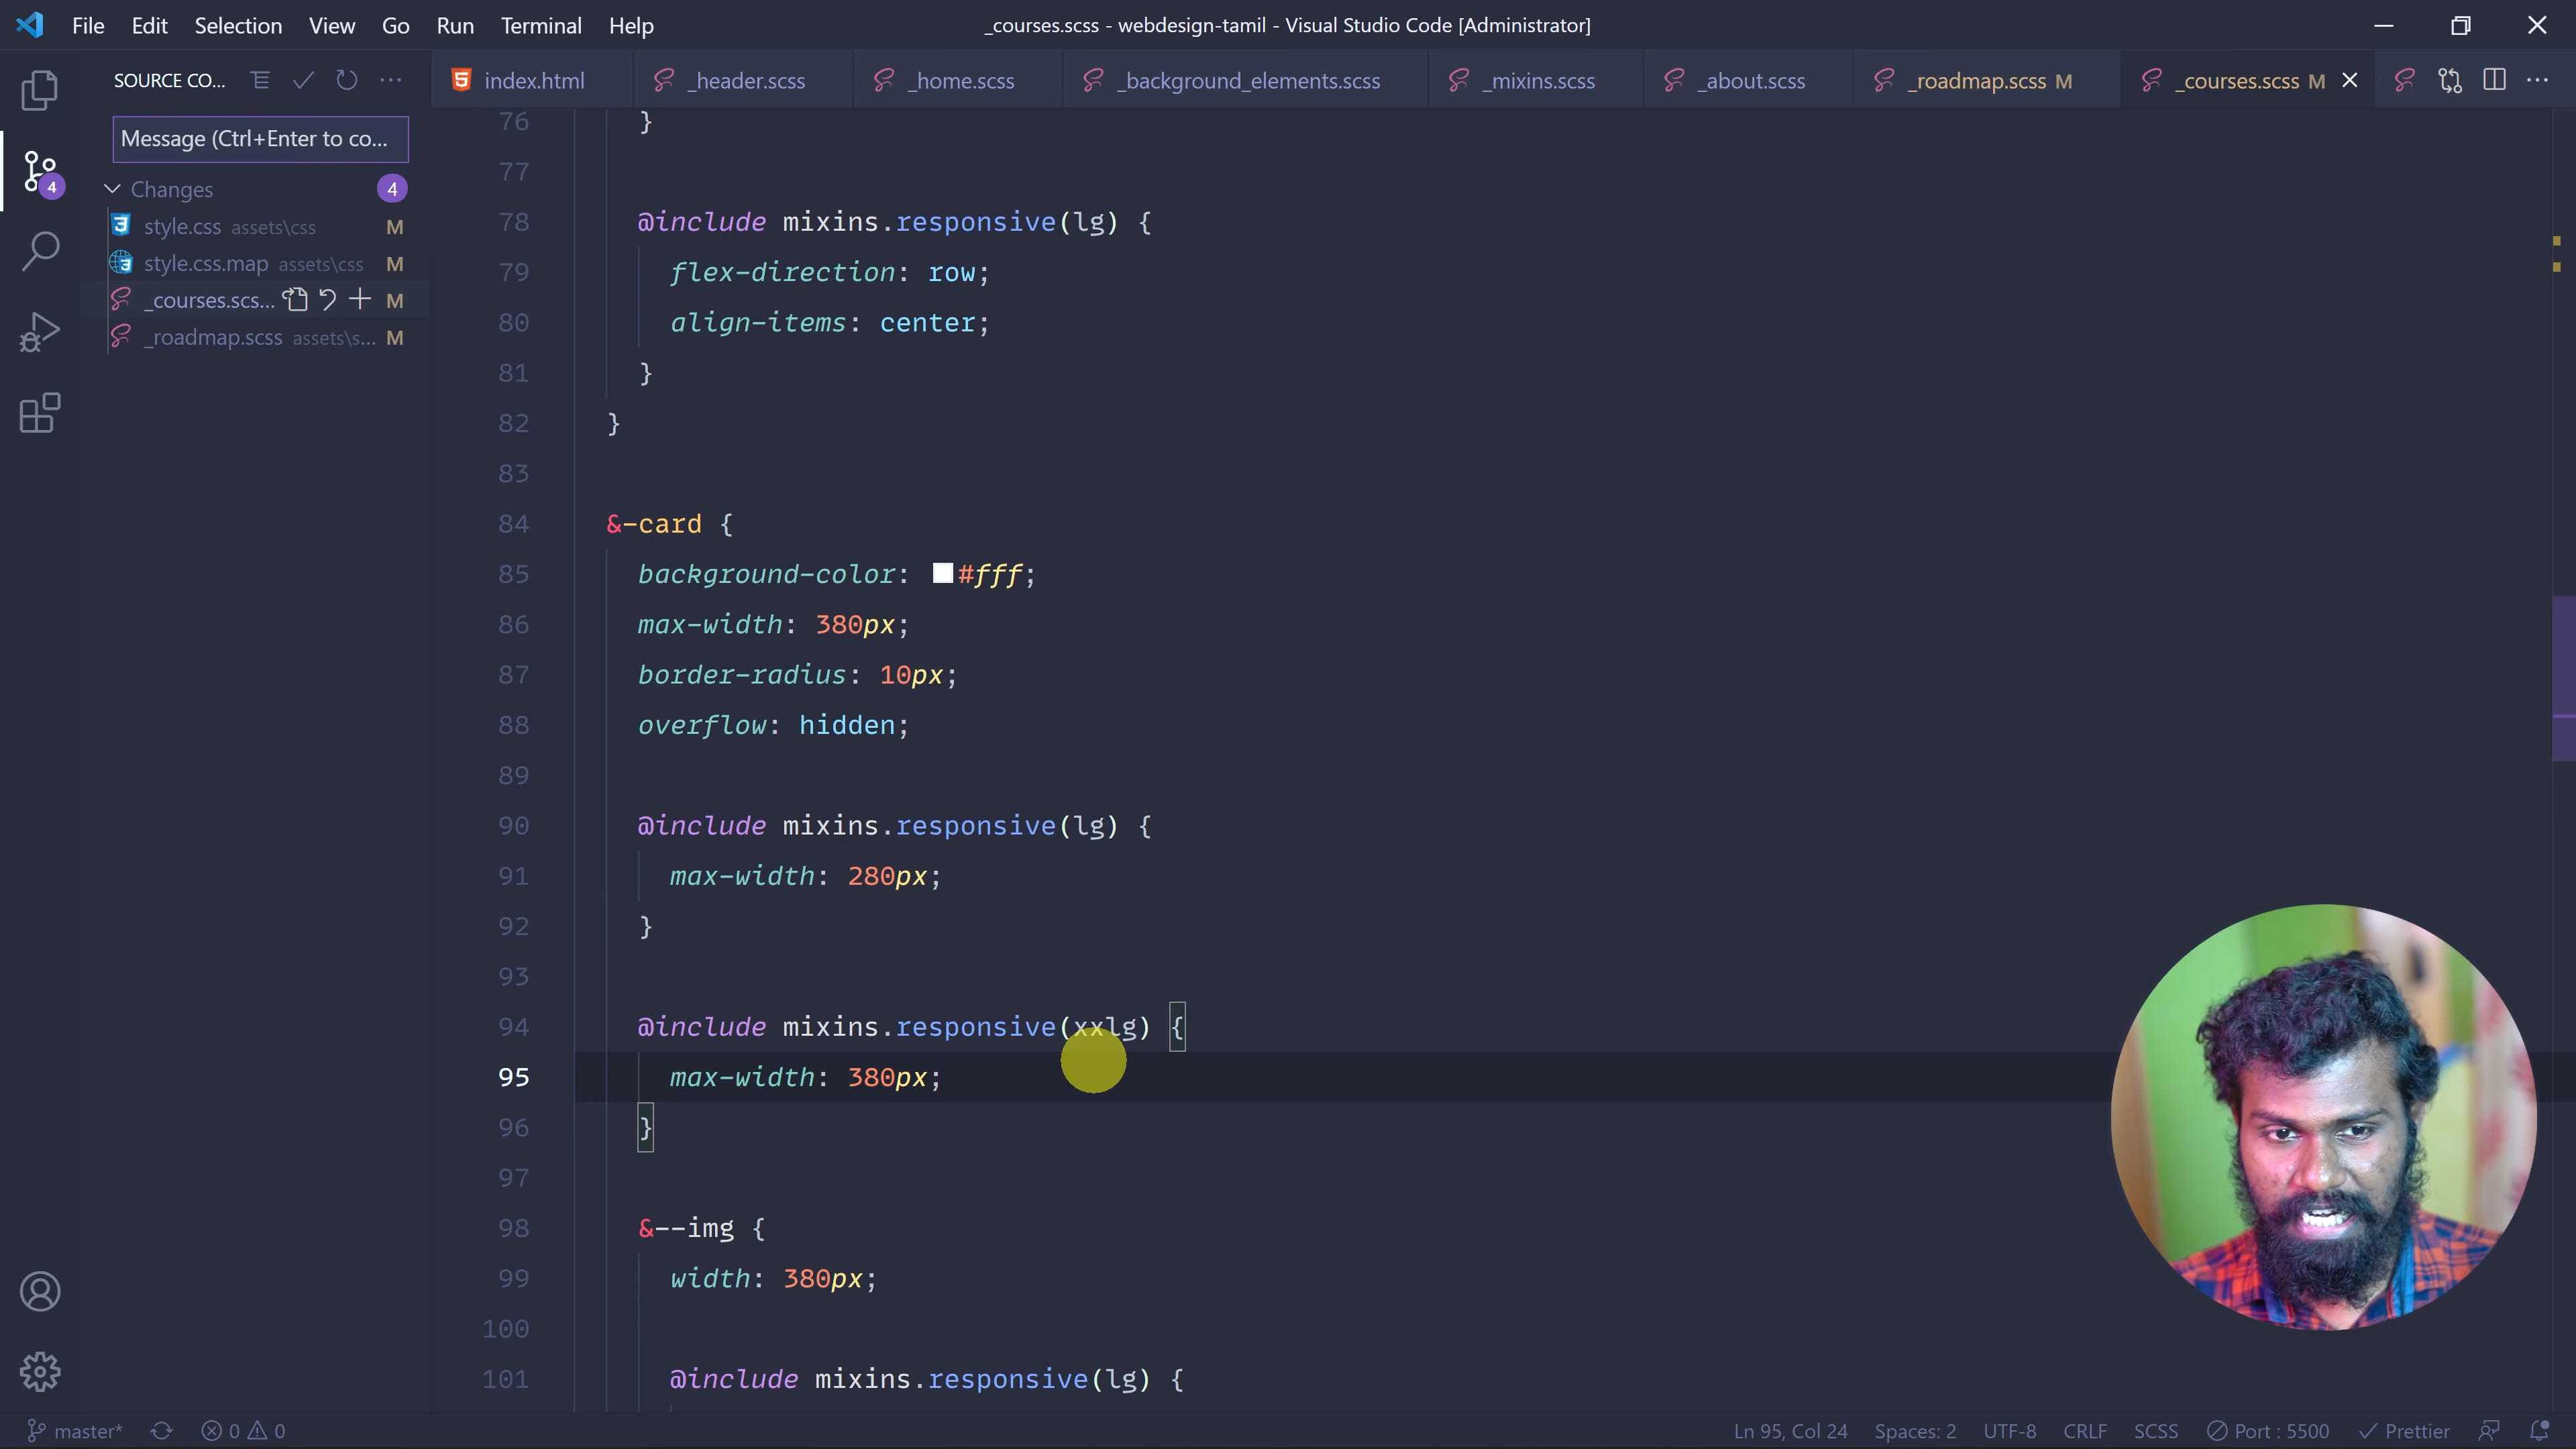 File Edit Selection View Go Run Terminal Help
_courses.scss - webdesign-tamil - Visual Studio Code [Administrator]
SOURCE CO...
index.html
_header.scss
_home.scss
_background_elements.scss
_mixins.scss
_about.scss
_roadmap.scss M
_courses.scss M
Message (Ctrl+Enter to co...
Changes 4
4
style.css assets\css M
style.css.map assets\css M
_courses.scs... M
_roadmap.scss assets\s... M
76 }
77
78 @include mixins.responsive(lg) {
79 flex-direction: row;
80 align-items: center;
81 }
82 }
83
84 &-card {
85 background-color: #fff;
86 max-width: 380px;
87 border-radius: 10px;
88 overflow: hidden;
89
90 @include mixins.responsive(lg) {
91 max-width: 280px;
92 }
93
94 @include mixins.responsive(xxlg) {
95 max-width: 380px;
96 }
97
98 &--img {
99 width: 380px;
100
101 @include mixins.responsive(lg) {
master* 0 0
Ln 95, Col 24 Spaces: 2 UTF-8 CRLF SCSS Port : 5500 Prettier